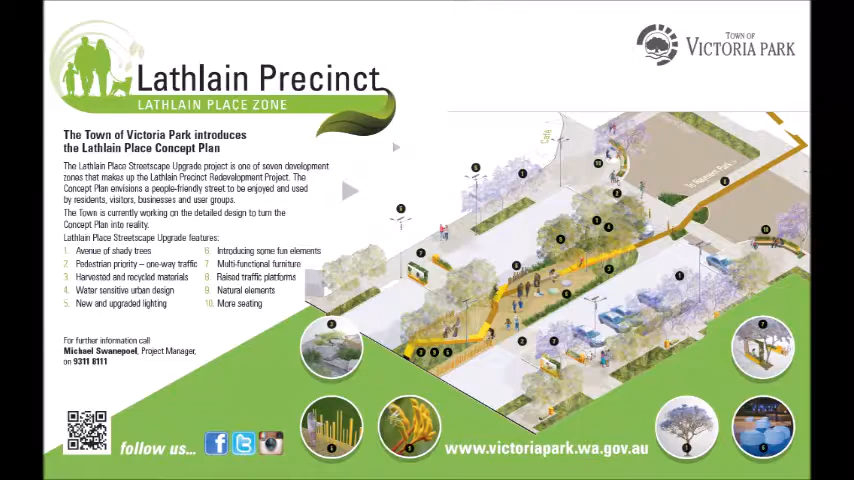 Lathlain Precinct
LATHLAIN PLACE ZONE
TOWN OF
VICTORIA PARK
The Town of Victoria Park introduces
the Lathlain Place Concept Plan
The Lathlain Place Streetscape Upgrade project is one of seven development
zones that makes up the Lathlain Precinct Redevelopment Project. The
Concept Plan envisions a people-friendly street to be enjoyed and used
by residents, visitors, businesses and user groups.
The Town is currently working on the detailed design to turn the
Concept Plan into reality.
Lathlain Place Streetscape Upgrade features:
1. Avenue of shady trees
2. Pedestrian priority – one-way traffic
3. Harvested and recycled materials
4. Water sensitive urban design
5. New and upgraded lighting
6. Introducing some fun elements
7 Multi-functional furniture
8 Raised traffic platforms
9. Natural elements
10. More seating
For further information call
Michael Swanepoel, Project Manager,
on 9311 8111
Cafe
follow us...
www.victoriapark.wa.gov.au